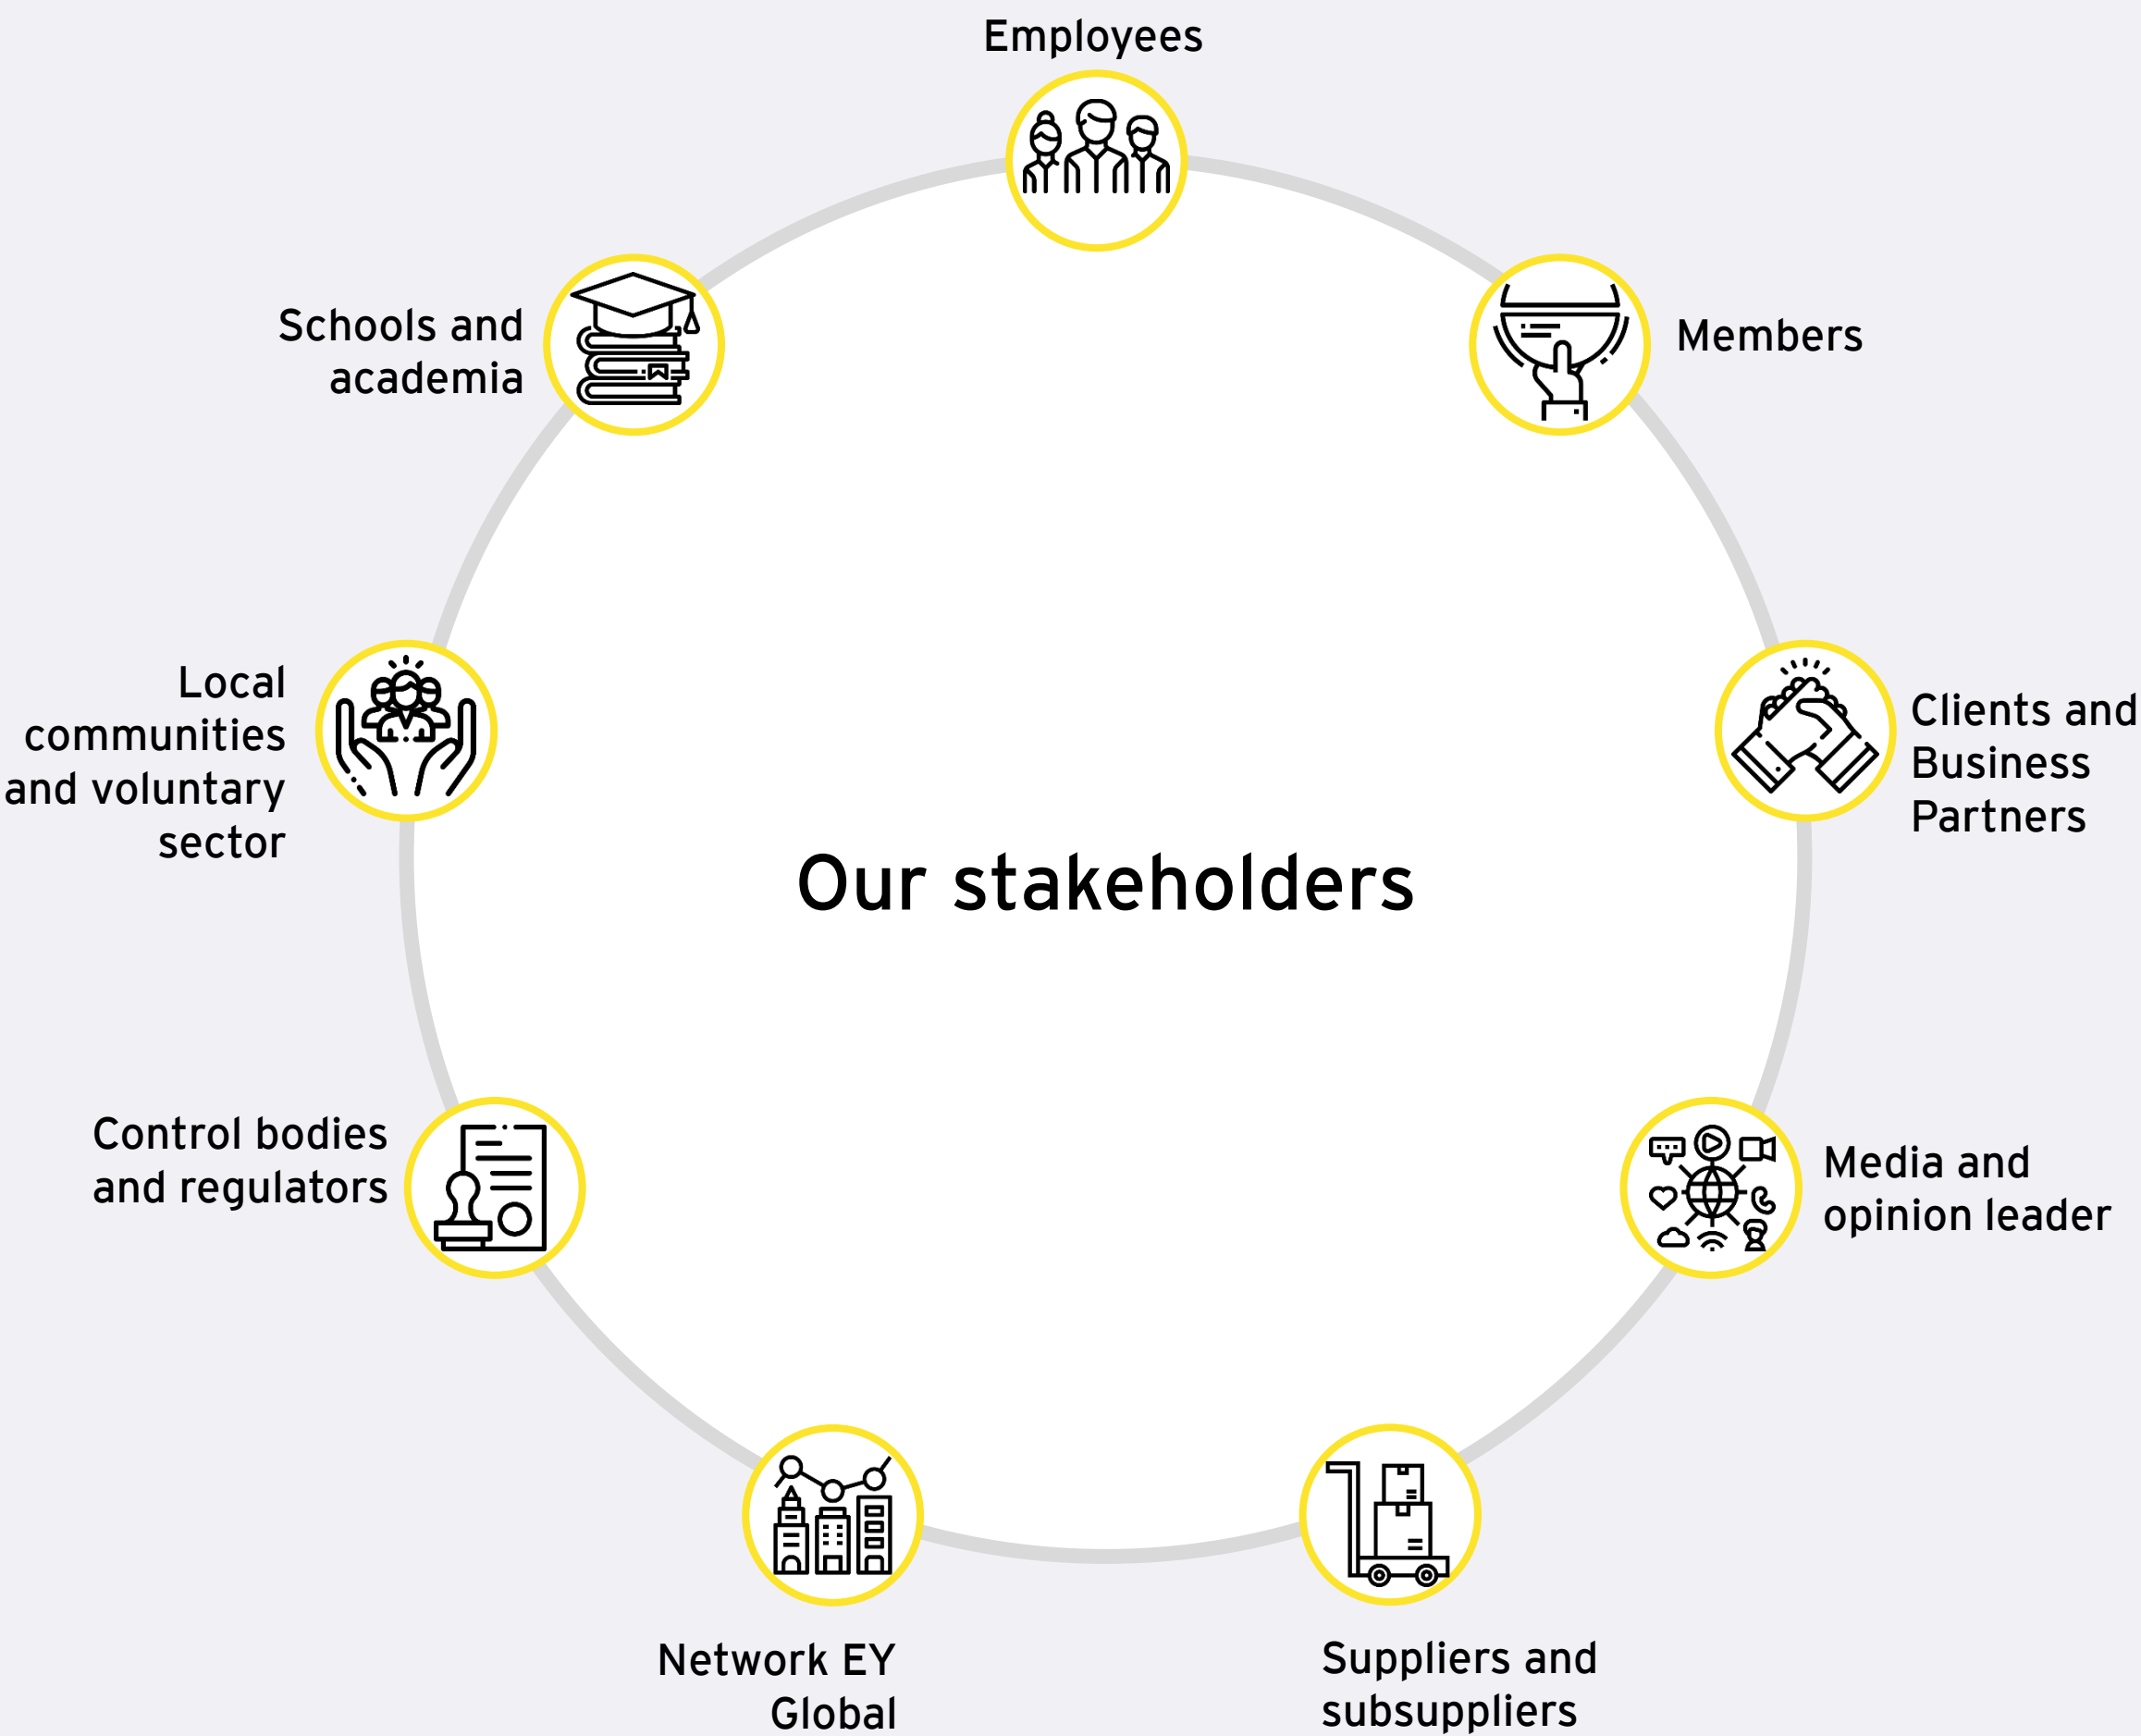 Employees
Schools and
academia
Members
Local
communities
and voluntary
sector
Clients and
Business
Partners
Our stakeholders
Control bodies
and regulators
Media and
opinion leader
Network EY
Global
Suppliers and
subsuppliers